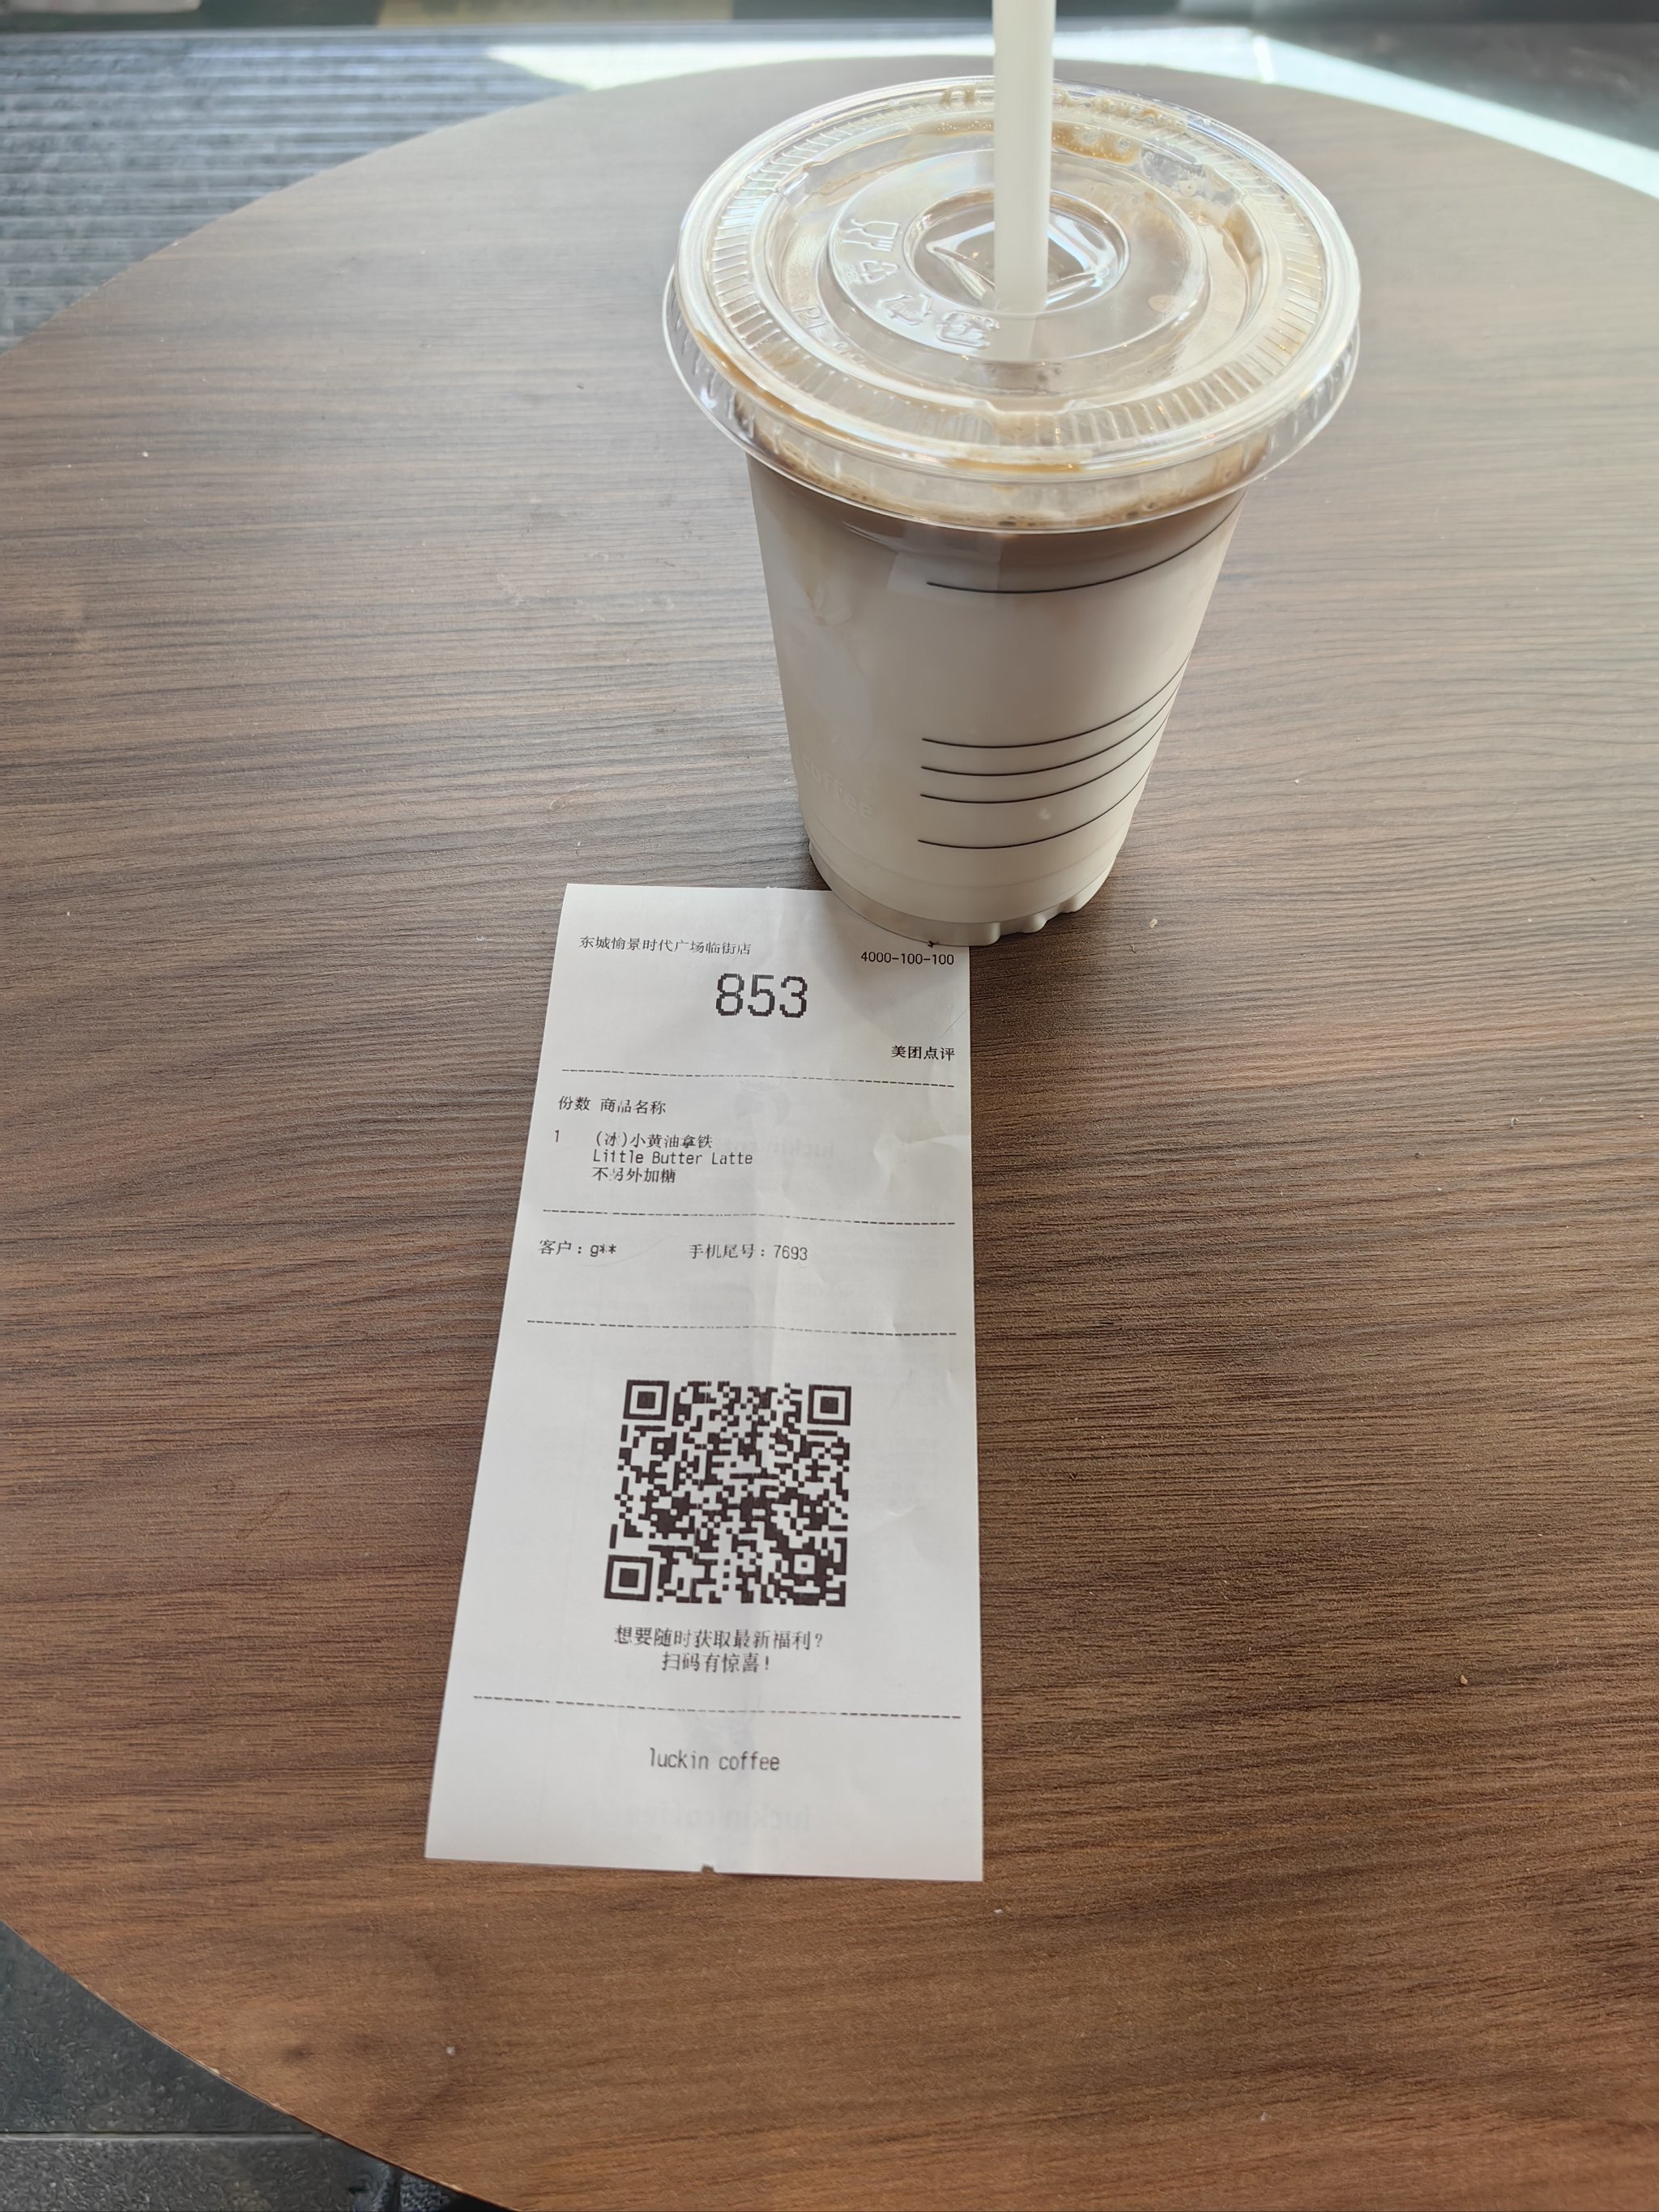 东城愉景时代广场临街店
4000-100-100
853
美团点评
份数 商品名称
1 (冰)小黄油拿铁
Little Butter Latte
不另外加糖
客户：g** 手机尾号：7693
想要随时获取最新福利？
扫码有惊喜！
luckin coffee
coffee